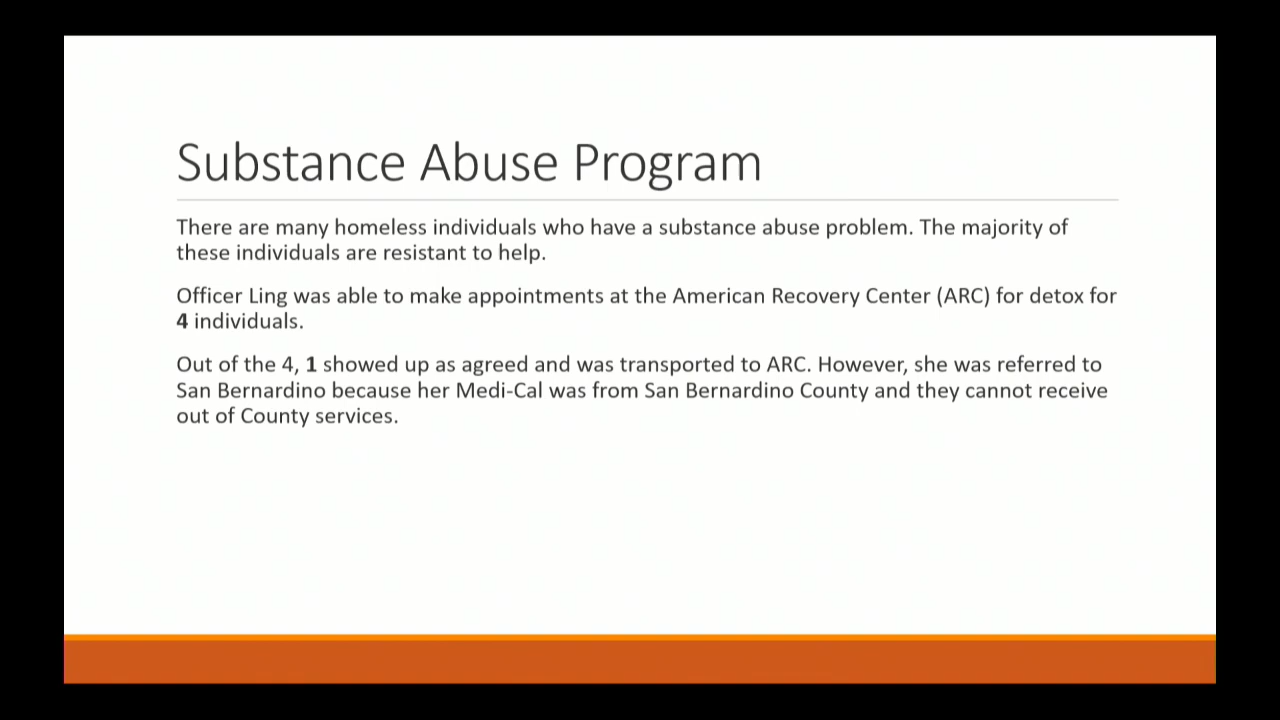 Substance Abuse Program
There are many homeless individuals who have a substance abuse problem. The majority of
these individuals are resistant to help.
Officer Ling was able to make appointments at the American Recovery Center (ARC) for detox for
4 individuals.
Out of the 4, 1 showed up as agreed and was transported to ARC. However, she was referred to
San Bernardino because her Medi-Cal was from San Bernardino County and they cannot receive
out of County services.